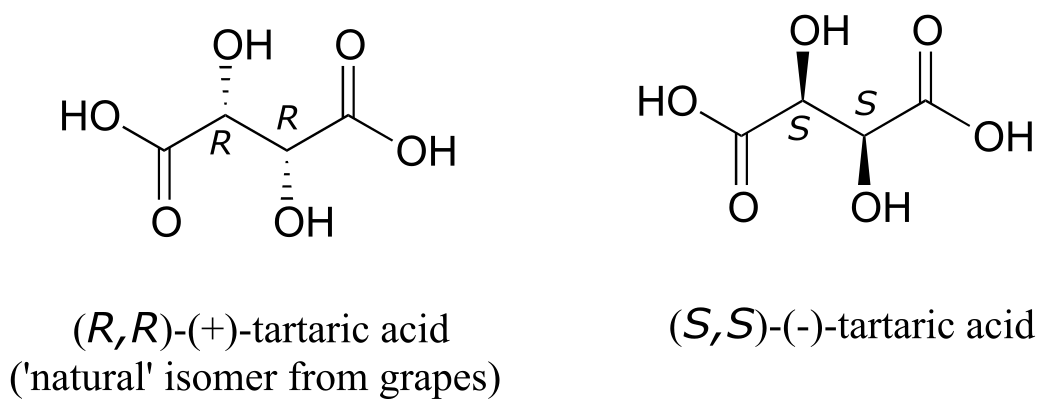 OH
O
HO
R
R
OH
O
OH
OH
O
HO
S
S
OH
O
OH
(R,R)-(+)-tartaric acid
('natural' isomer from grapes)
(S,S)-(-)-tartaric acid